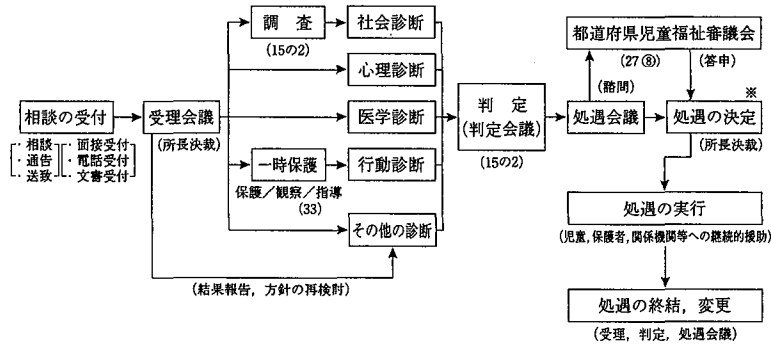 調査
(15の2)
社会診断
心理診断
医学診断
一時保護
保護／観察／指導
(33)
行動診断
その他の診断
相談の受付
・相談
・通告
・送致
・面接受付
・電話受付
・文書受付
受理会議
(所長決裁)
(結果報告，方針の再検討)
判定
(判定会議)
(15の2)
都道府県児童福祉審議会
(27⑧)
(答申)
(諮問)
処遇会議
※
処遇の決定
(所長決裁)
処遇の実行
(児童，保護者，関係機関等への継続的援助)
処遇の終結，変更
(受理，判定，処遇会議)